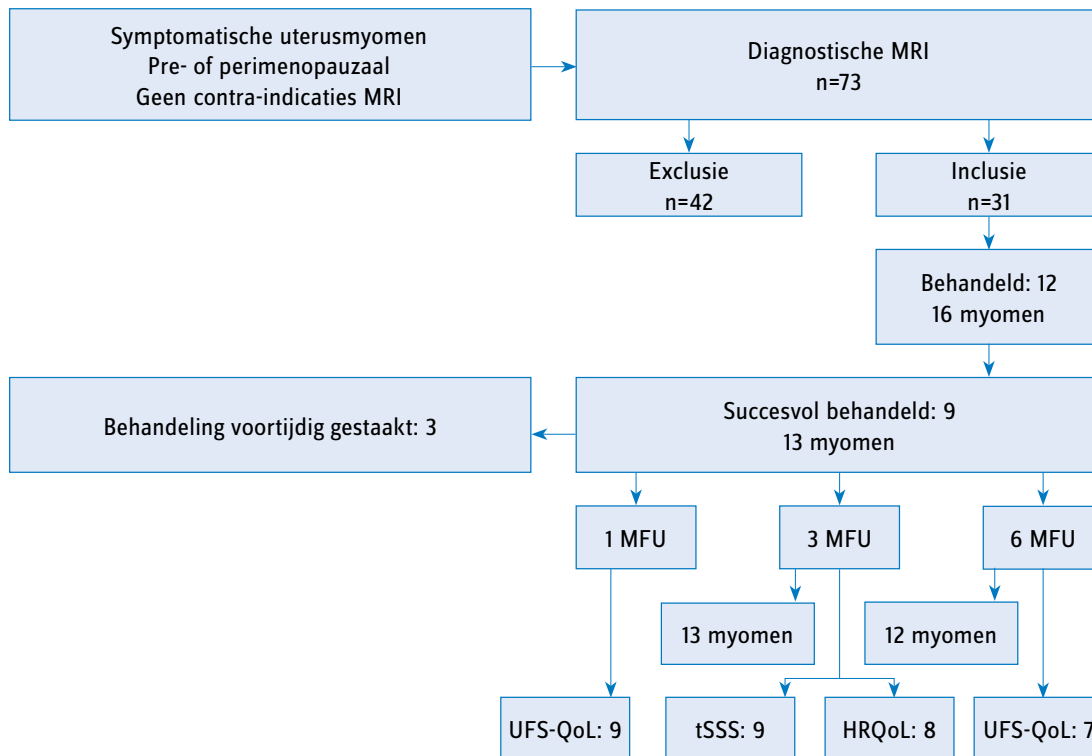 Symptomatische uterusmyomen
Pre- of perimenopauzaal
Geen contra-indicaties MRI
Diagnostische MRI
n=73
Exclusie
n=42
Inclusie
n=31
Behandeld: 12
16 myomen
Behandeling voortijdig gestaakt: 3
Succesvol behandeld: 9
13 myomen
1 MFU
3 MFU
6 MFU
13 myomen
12 myomen
UFS-QoL: 9
tSSS: 9
HRQoL: 8
UFS-QoL: 7